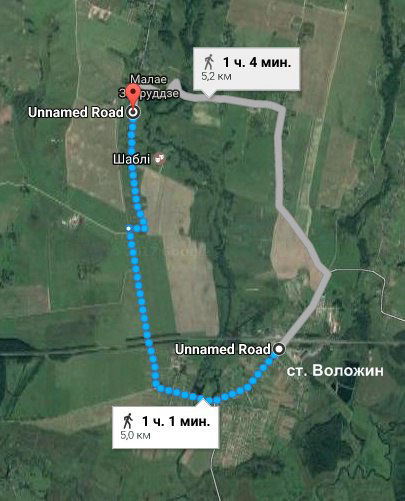 1 ч. 4 мин.
5,2 км
Малае
Unnamed Road
Шаблі
Unnamed Road
ст. Воложин
1 ч. 1 мин.
5,0 км